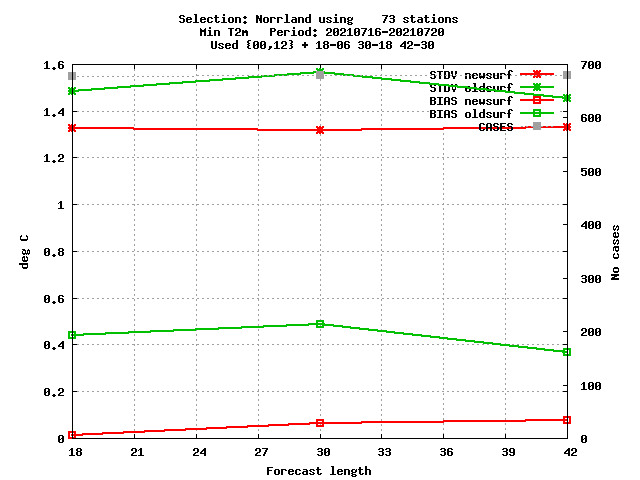 Selection: Norrland using    73 stations
Min T2m   Period: 20210716-20210720
Used {00,12} + 18-06 30-18 42-30
STDV newsurf
STDV oldsurf
BIAS newsurf
BIAS oldsurf
CASES
1.6
1.4
1.2
1
0.8
0.6
0.4
0.2
0
deg C
700
600
500
400
300
200
100
0
No cases
18 21 24 27 30 33 36 39 42
Forecast length